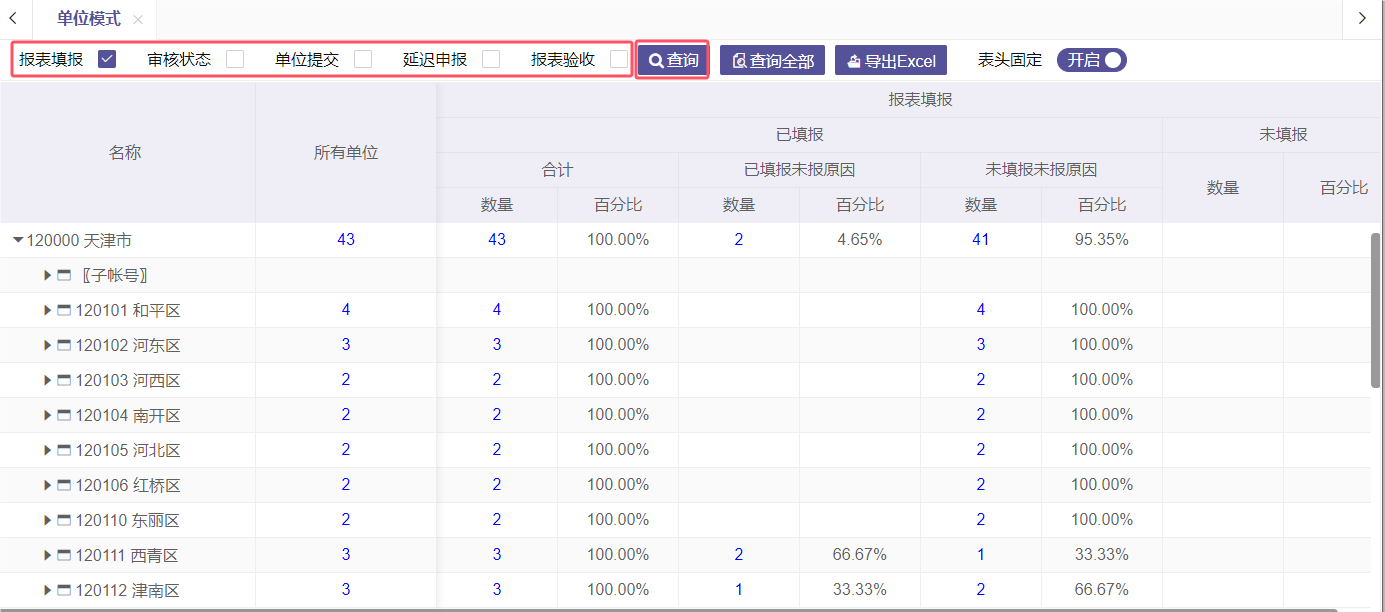 单位模式
报表填报 审核状态 单位提交 延迟申报 报表验收 查询 查询全部 导出Excel 表头固定 开启
报表填报
已填报 未填报
名称 所有单位
合计 已填报未报原因 未填报未报原因
数量 百分比
数量 百分比 数量 百分比 数量 百分比
120000 天津市 43 43 100.00% 2 4.65% 41 95.35%
〖子帐号〗
120101 和平区 4 4 100.00% 4 100.00%
120102 河东区 3 3 100.00% 3 100.00%
120103 河西区 2 2 100.00% 2 100.00%
120104 南开区 2 2 100.00% 2 100.00%
120105 河北区 2 2 100.00% 2 100.00%
120106 红桥区 2 2 100.00% 2 100.00%
120110 东丽区 2 2 100.00% 2 100.00%
120111 西青区 3 3 100.00% 2 66.67% 1 33.33%
120112 津南区 3 3 100.00% 1 33.33% 2 66.67%